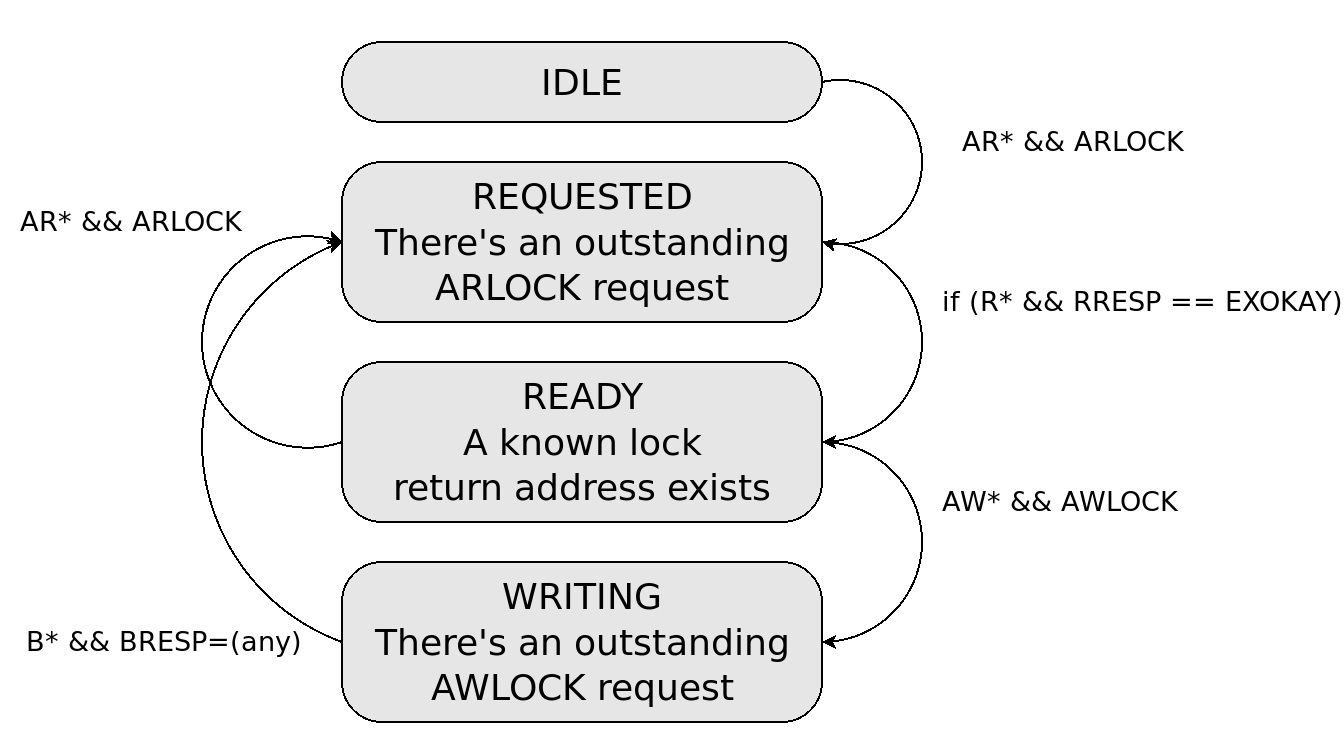 IDLE
AR* && ARLOCK
REQUESTED
There's an outstanding
ARLOCK request
AR* && ARLOCK
if (R* && RRESP == EXOKAY)
READY
A known lock
return address exists
AW* && AWLOCK
WRITING
There's an outstanding
AWLOCK request
B* && BRESP=(any)